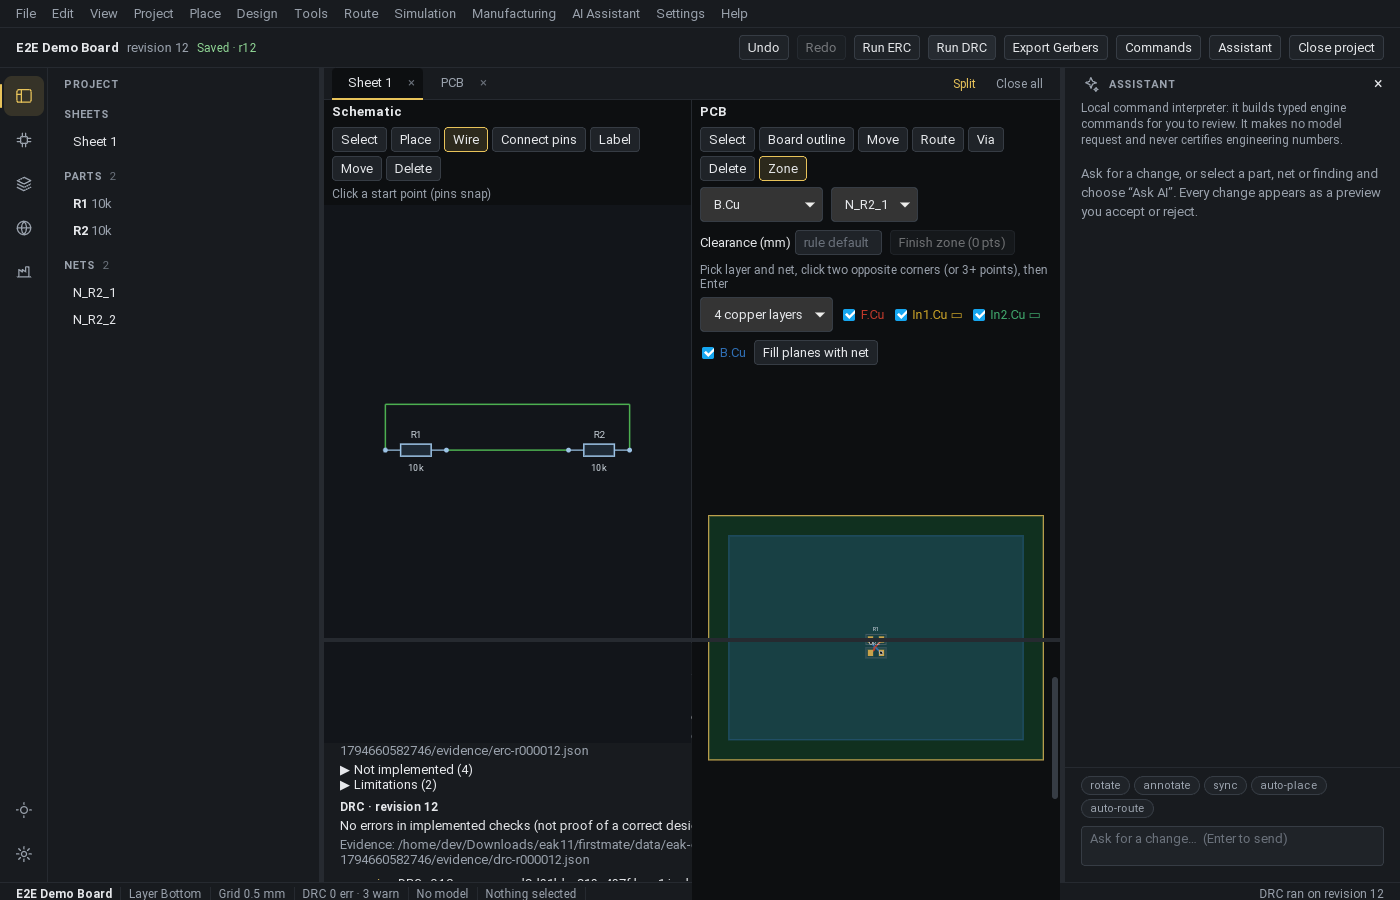 File Edit View Project Place Design Tools Route Simulation Manufacturing AI Assistant Settings Help
E2E Demo Board revision 12 Saved · r12 Undo Redo Run ERC Run DRC Export Gerbers Commands Assistant Close project
PROJECT
SHEETS
Sheet 1
PARTS 2
R1 10k
R2 10k
NETS 2
N_R2_1
N_R2_2
Sheet 1 × PCB × Split Close all
Schematic
Select Place Wire Connect pins Label
Move Delete
Click a start point (pins snap)
R1 R2
10k 10k
PCB
Select Board outline Move Route Via
Delete Zone
B.Cu N_R2_1
Clearance (mm) rule default Finish zone (0 pts)
Pick layer and net, click two opposite corners (or 3+ points), then
Enter
4 copper layers F.Cu In1.Cu ▭ In2.Cu ▭
B.Cu Fill planes with net
R1
1794660582746/evidence/erc-r000012.json
▶ Not implemented (4)
▶ Limitations (2)
DRC · revision 12
No errors in implemented checks (not proof of a correct desi
Evidence: /home/dev/Downloads/eak11/firstmate/data/eak-
1794660582746/evidence/drc-r000012.json
ASSISTANT ×
Local command interpreter: it builds typed engine
commands for you to review. It makes no model
request and never certifies engineering numbers.
Ask for a change, or select a part, net or finding and
choose “Ask AI”. Every change appears as a preview
you accept or reject.
rotate annotate sync auto-place
auto-route
Ask for a change... (Enter to send)
E2E Demo Board Layer Bottom Grid 0.5 mm DRC 0 err · 3 warn No model Nothing selected DRC ran on revision 12